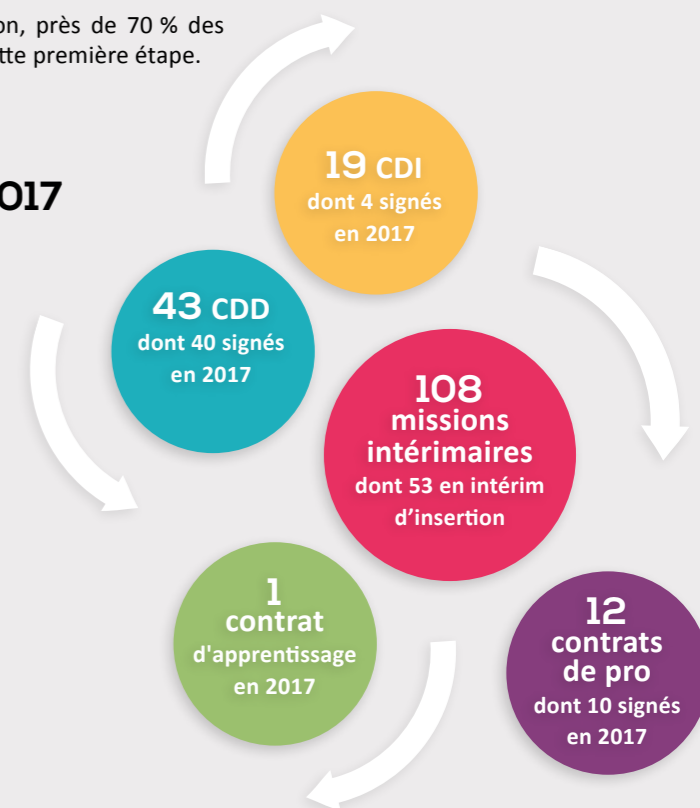 on, près de 70 % des
tte première étape.
017
19 CDI
dont 4 signés
en 2017
43 CDD
dont 40 signés
en 2017
108
missions
intérimaires
dont 53 en intérim
d'insertion
1
contrat
d'apprentissage
en 2017
12
contrats
de pro
dont 10 signés
en 2017